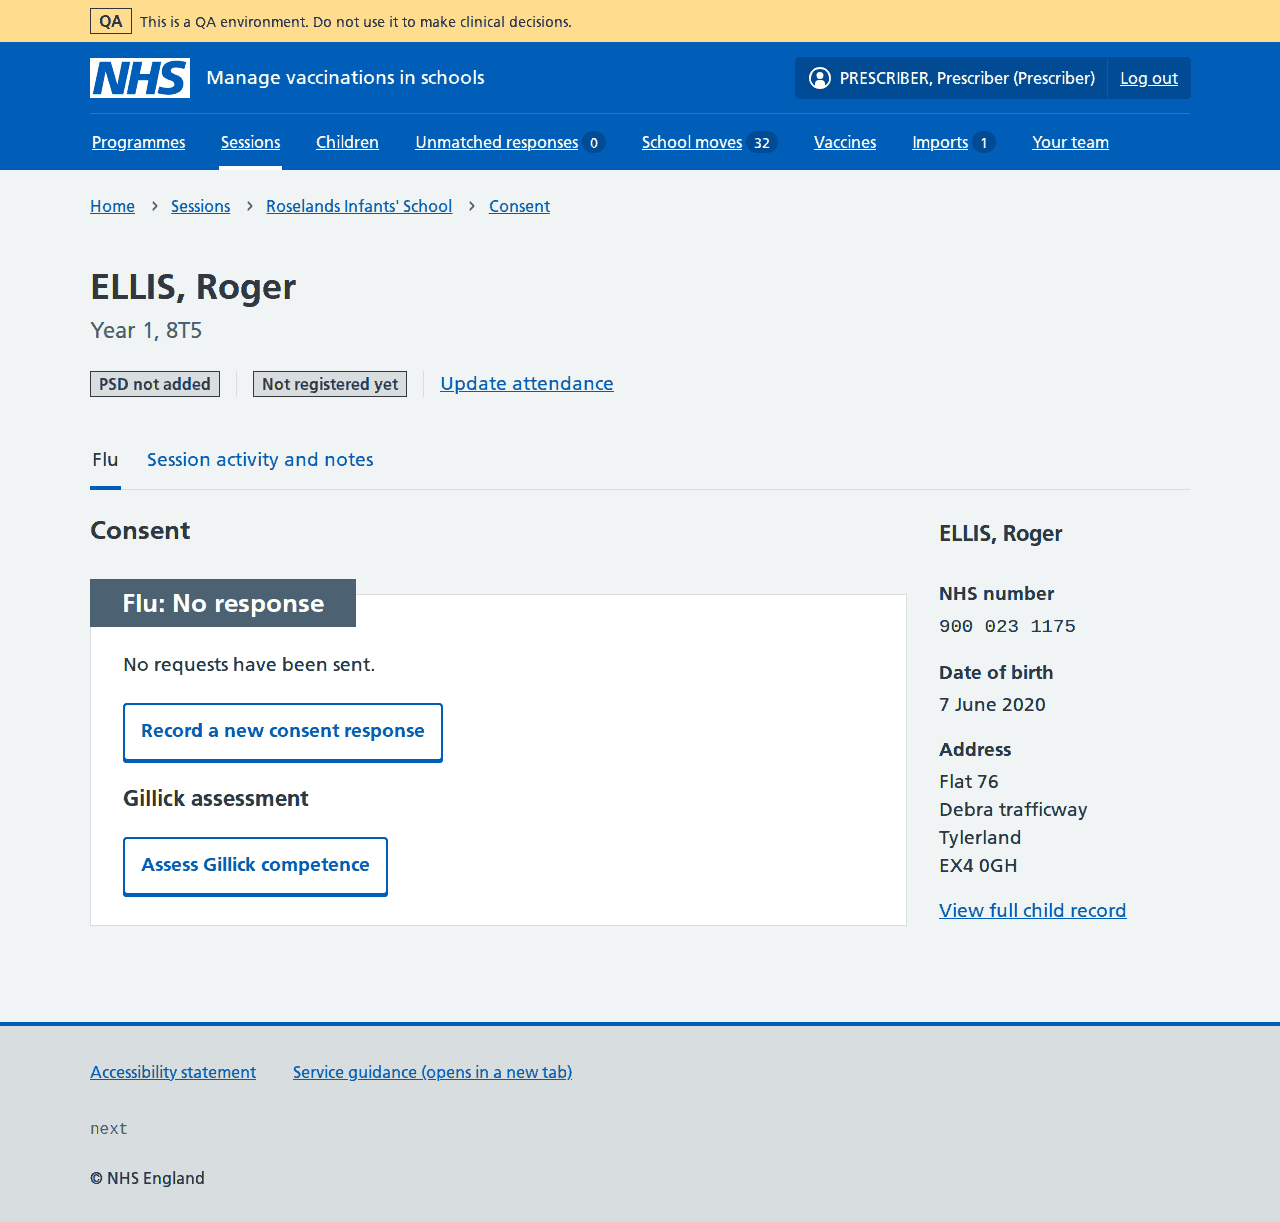 QA This is a QA environment. Do not use it to make clinical decisions.
NHS Manage vaccinations in schools PRESCRIBER, Prescriber (Prescriber) Log out
Programmes Sessions Children Unmatched responses 0 School moves 32 Vaccines Imports 1 Your team
Home Sessions Roselands Infants' School Consent
ELLIS, Roger
Year 1, 8T5
PSD not added Not registered yet Update attendance
Flu Session activity and notes
Consent
Flu: No response
No requests have been sent.
Record a new consent response
Gillick assessment
Assess Gillick competence
ELLIS, Roger
NHS number
900 023 1175
Date of birth
7 June 2020
Address
Flat 76
Debra trafficway
Tylerland
EX4 0GH
View full child record
Accessibility statement Service guidance (opens in a new tab)
next
© NHS England